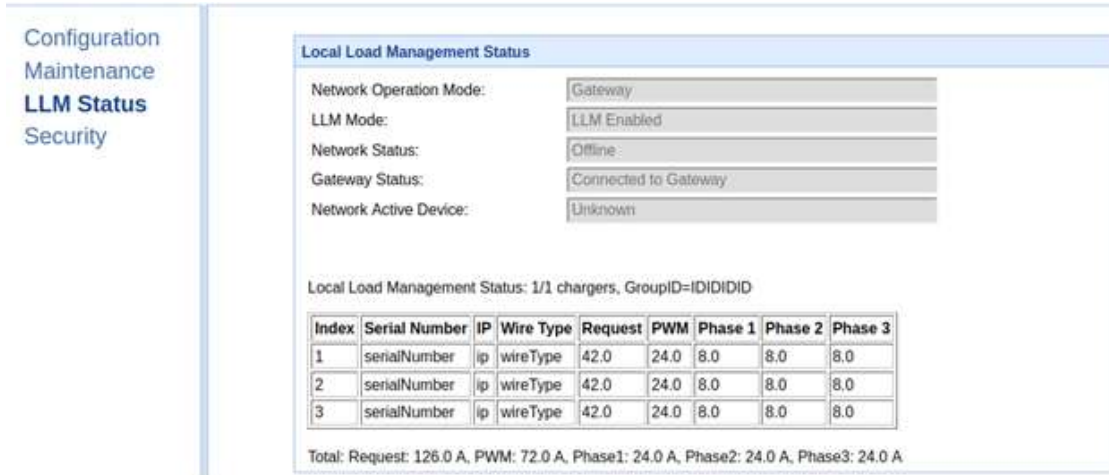 Configuration
Maintenance
LLM Status
Security
Local Load Management Status
Network Operation Mode: Gateway
LLM Mode: LLM Enabled
Network Status: Offline
Gateway Status: Connected to Gateway
Network Active Device: Unknown
Local Load Management Status: 1/1 chargers, GroupID=IDIDIDID
Index Serial Number IP Wire Type Request PWM Phase 1 Phase 2 Phase 3
1 serialNumber ip wireType 42.0 24.0 8.0 8.0 8.0
2 serialNumber ip wireType 42.0 24.0 8.0 8.0 8.0
3 serialNumber ip wireType 42.0 24.0 8.0 8.0 8.0
Total: Request: 126.0 A, PWM: 72.0 A, Phase1: 24.0 A, Phase2: 24.0 A, Phase3: 24.0 A